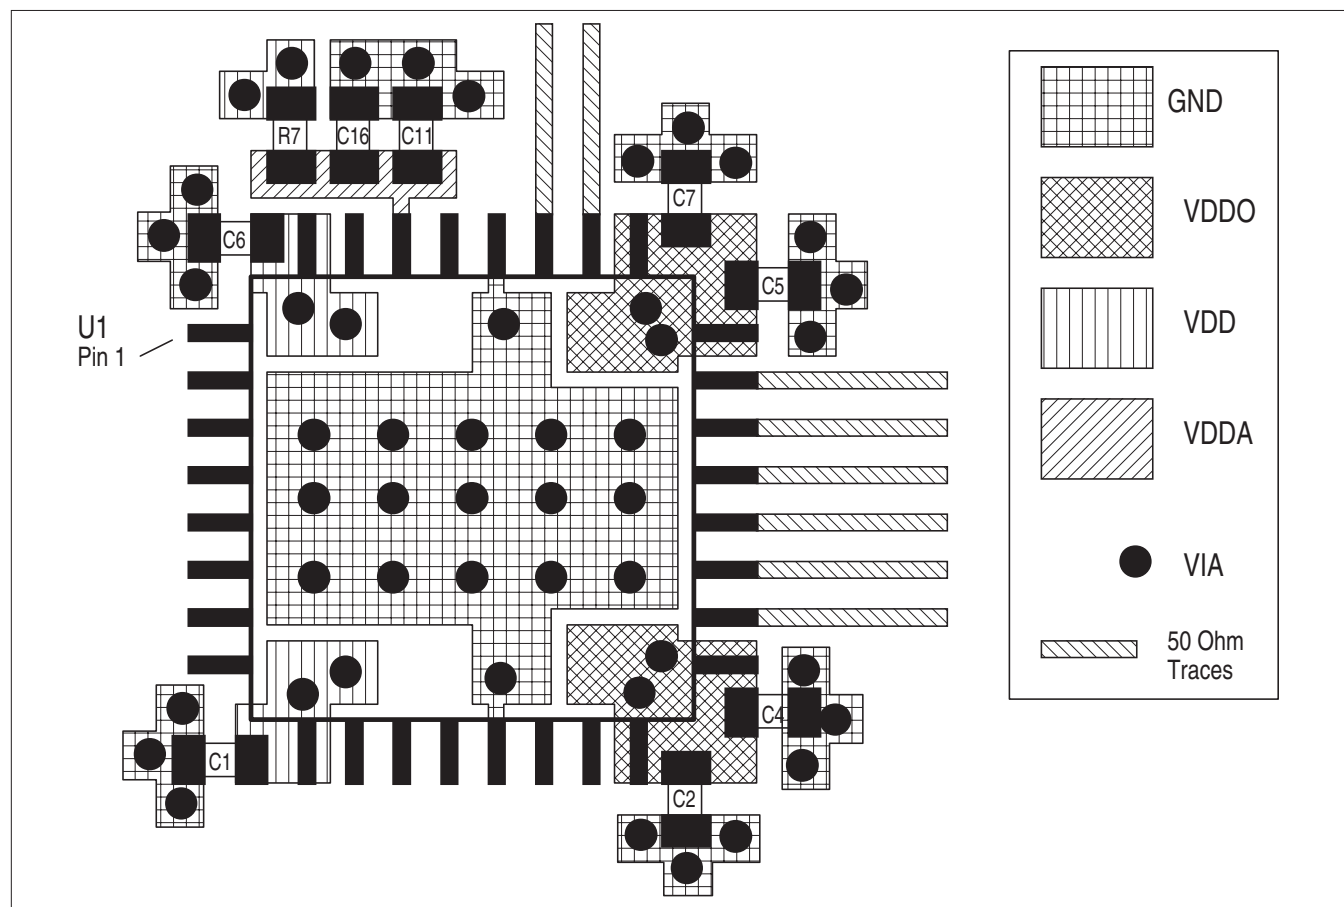 R7
C16
C11
C7
C6
C5
U1
Pin 1
C4
C1
C2
GND
VDDO
VDD
VDDA
VIA
50 Ohm
Traces